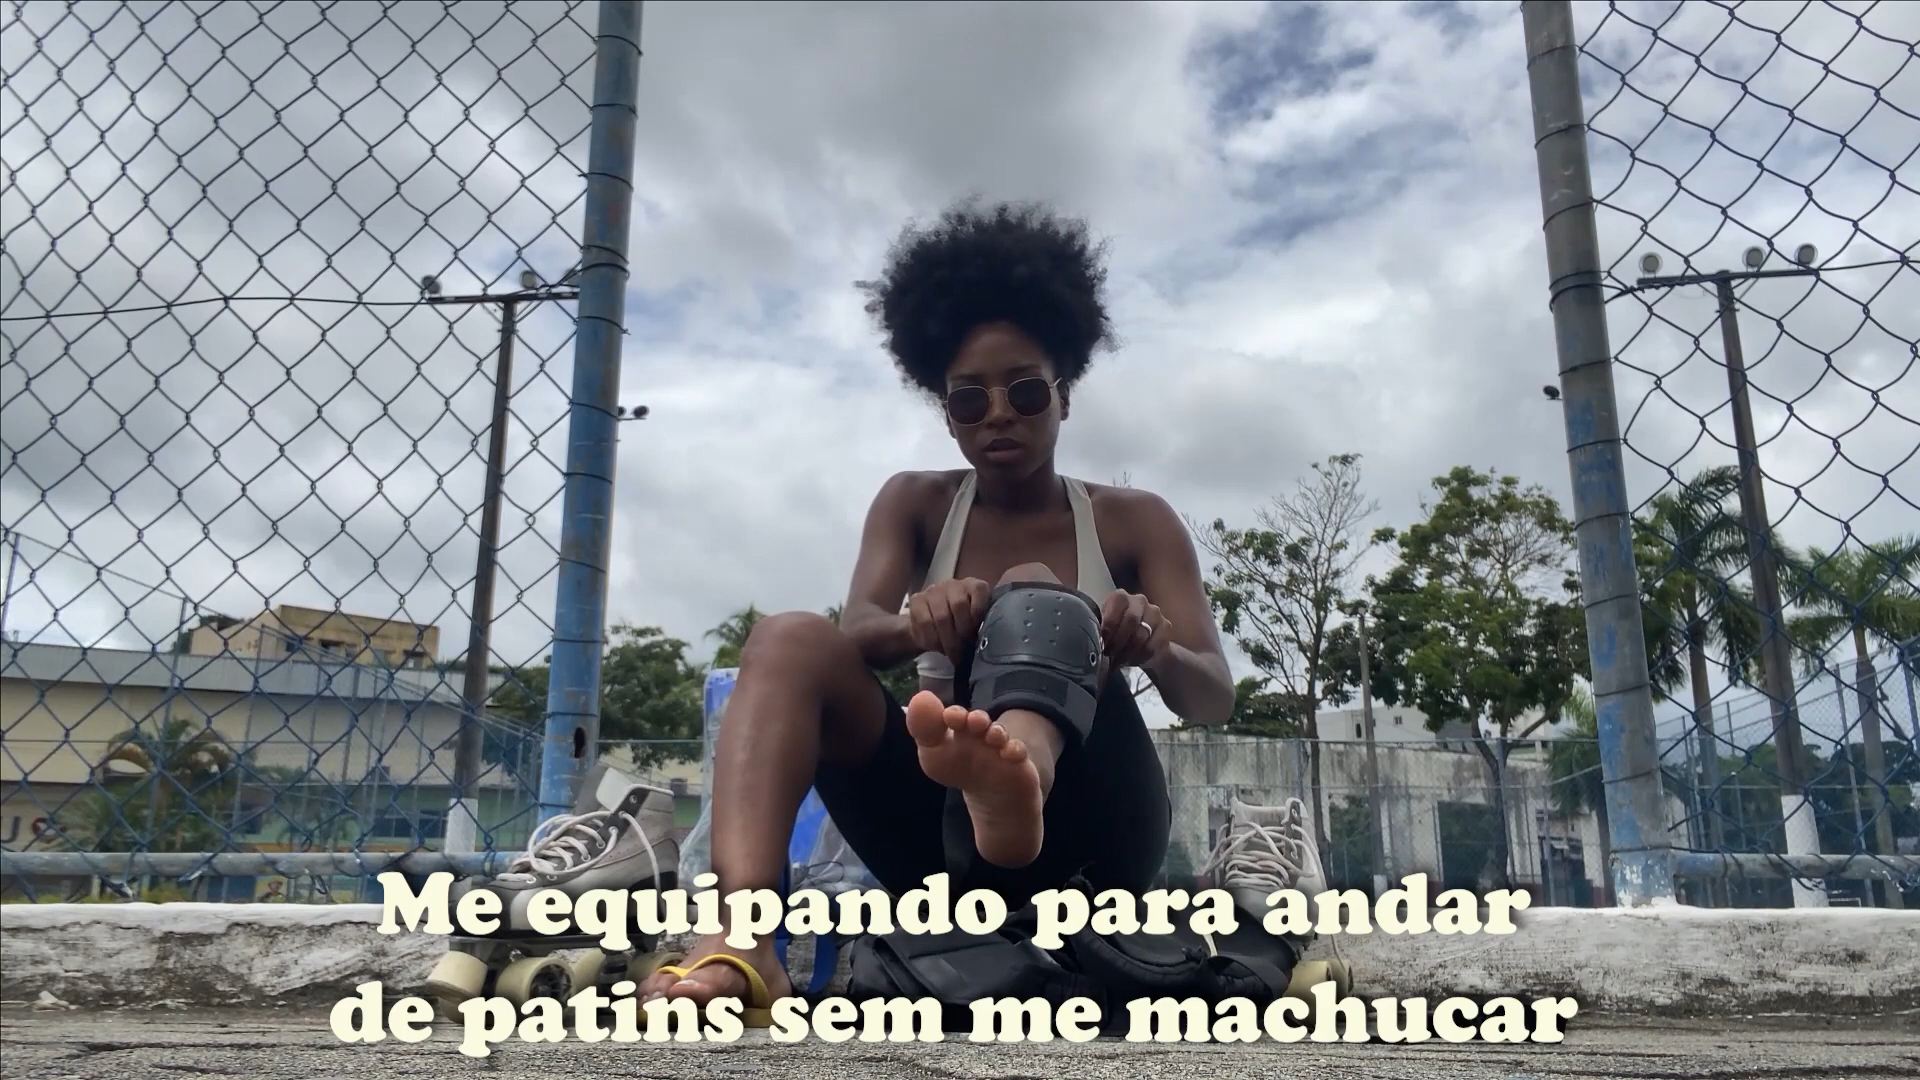 Me equipando para andar
de patins sem me machucar